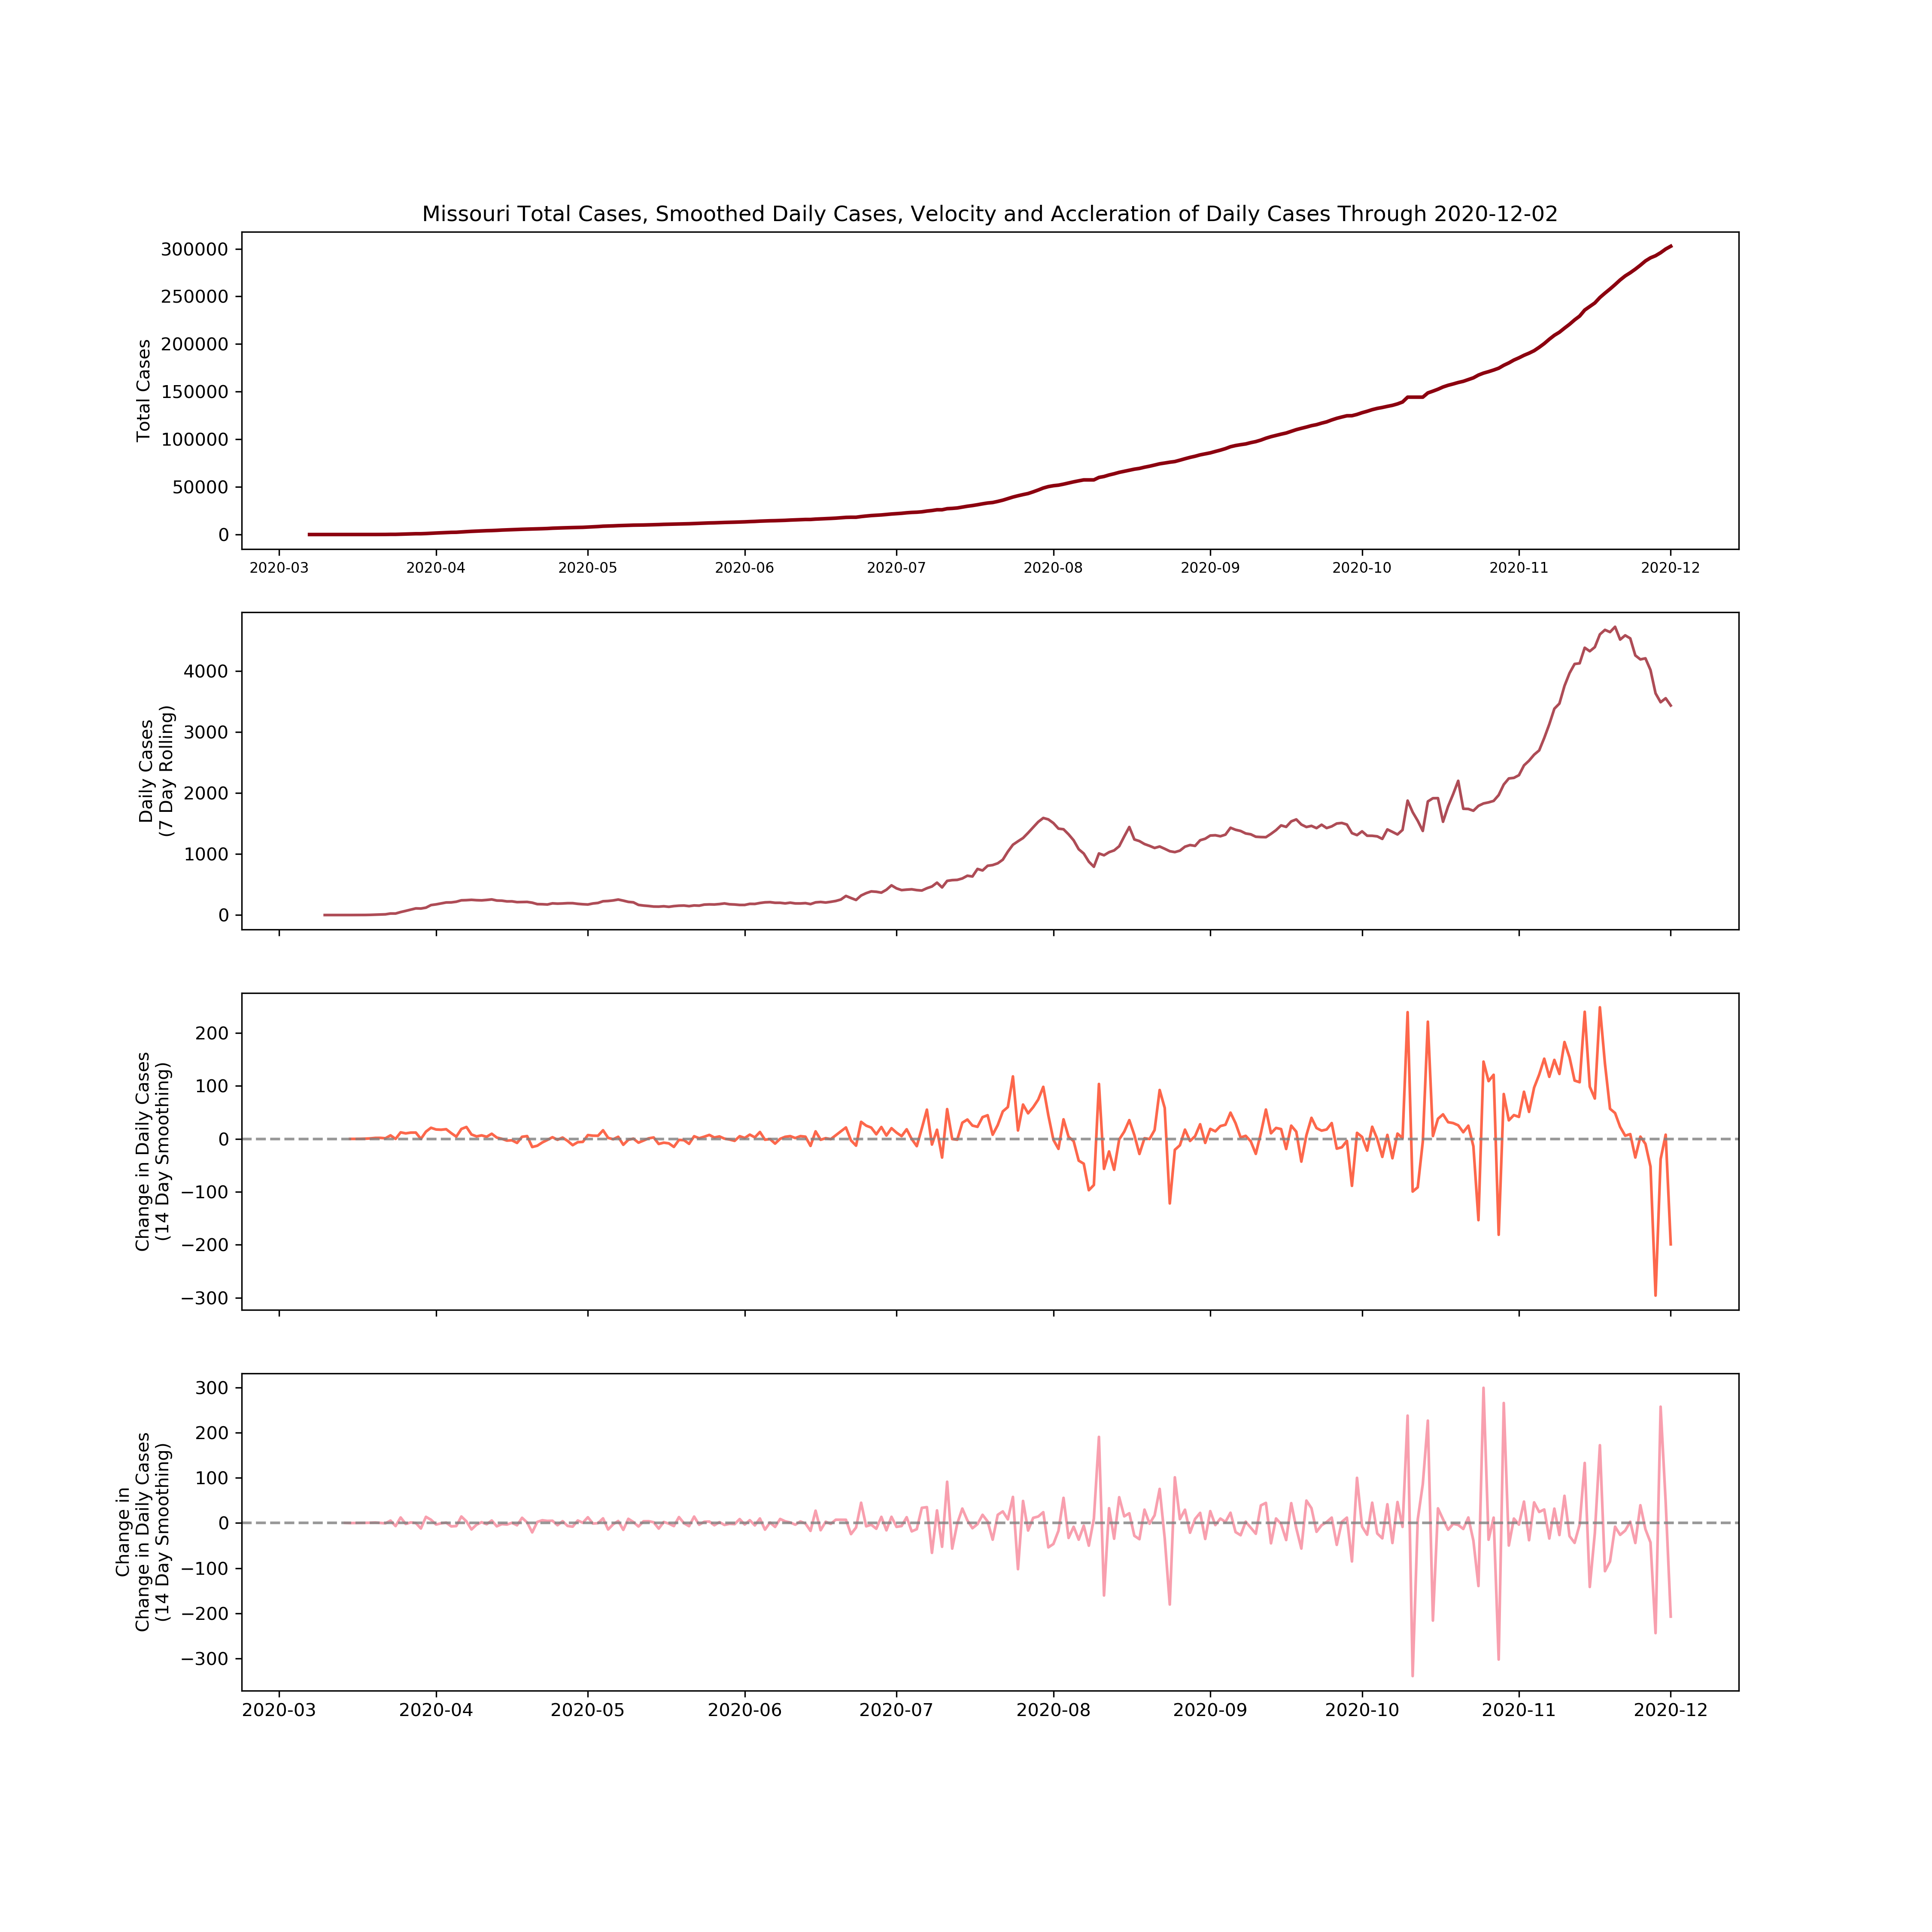 Missouri Total Cases, Smoothed Daily Cases, Velocity and Accleration of Daily Cases Through 2020-12-02
Total Cases
300000
250000
200000
150000
100000
50000
0
2020-03 2020-04 2020-05 2020-06 2020-07 2020-08 2020-09 2020-10 2020-11 2020-12
Daily Cases
(7 Day Rolling)
4000
3000
2000
1000
0
Change in Daily Cases
(14 Day Smoothing)
200
100
0
−100
−200
−300
Change in
Change in Daily Cases
(14 Day Smoothing)
300
200
100
0
−100
−200
−300
2020-03 2020-04 2020-05 2020-06 2020-07 2020-08 2020-09 2020-10 2020-11 2020-12